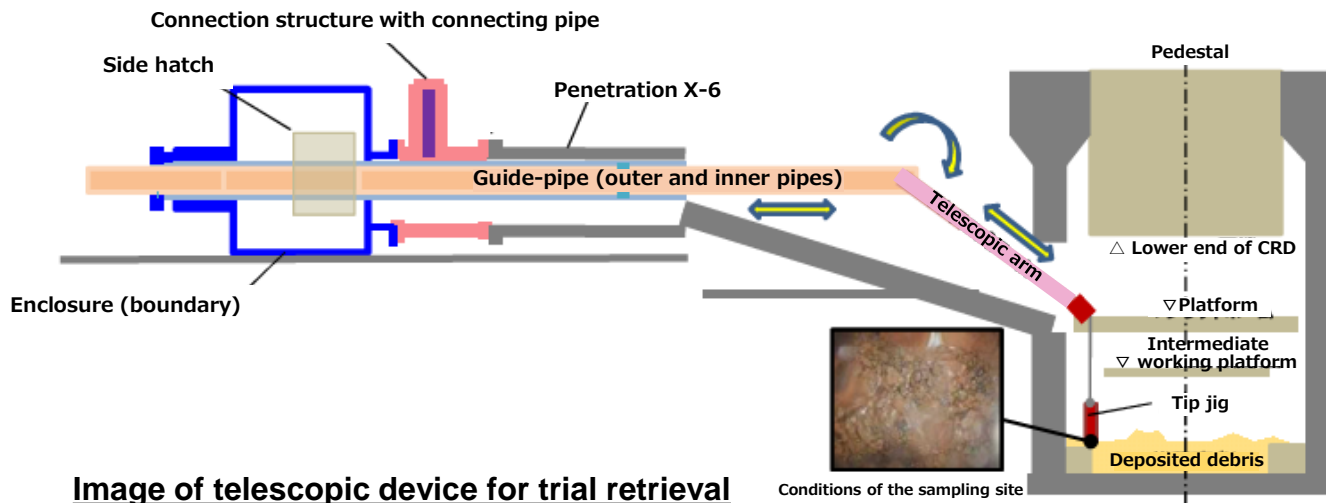 Connection structure with connecting pipe
Side hatch
Penetration X-6
Pedestal
Guide-pipe (outer and inner pipes)
Telescopic arm
△ Lower end of CRD
Enclosure (boundary)
▽Platform
Intermediate
▽ working platform
Tip jig
Deposited debris
Image of telescopic device for trial retrieval
Conditions of the sampling site